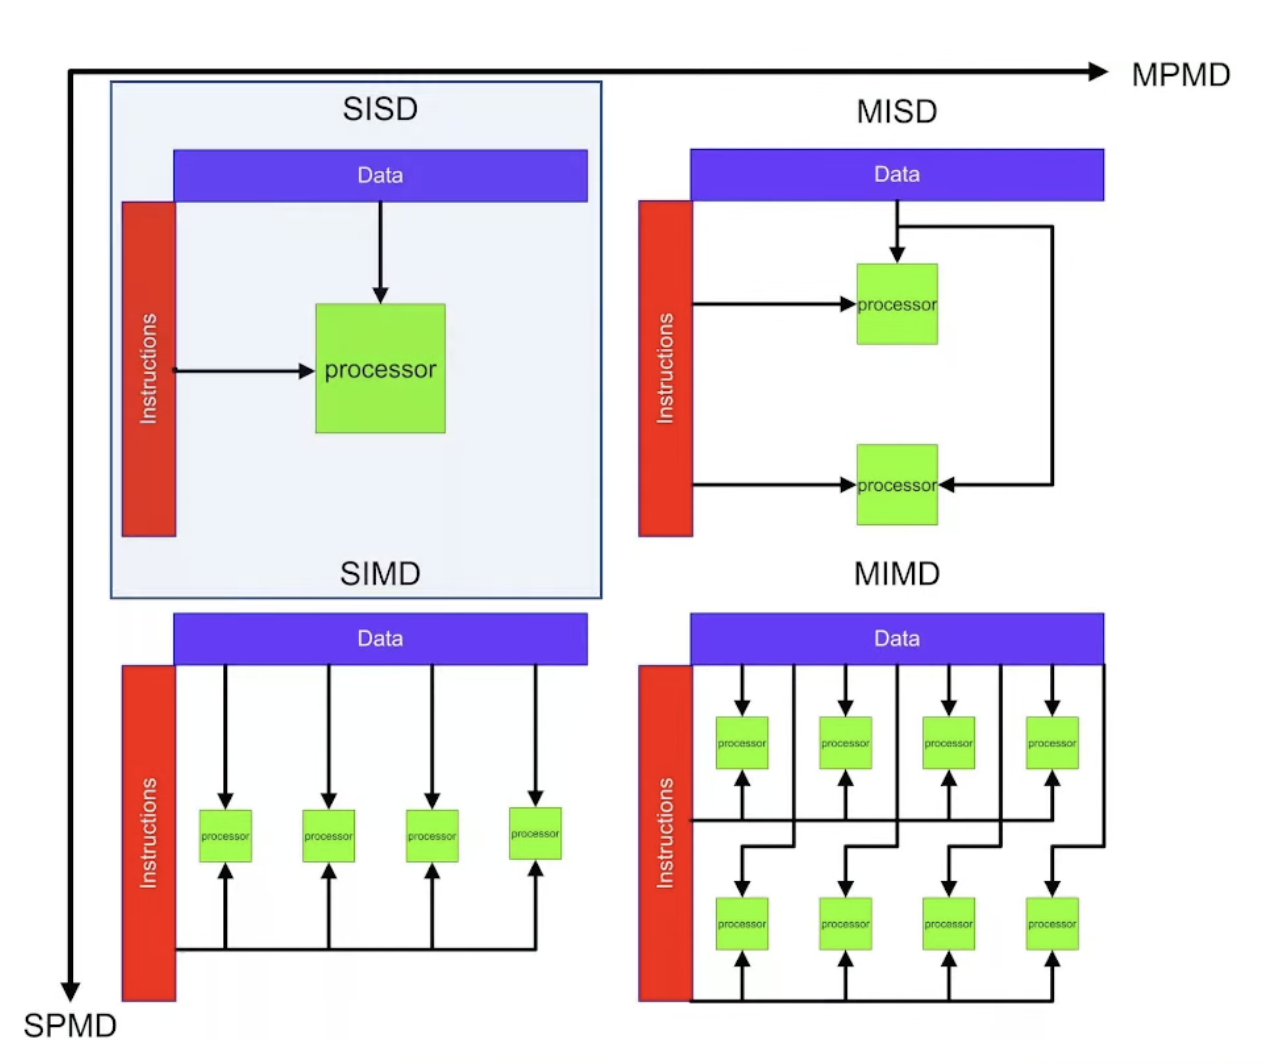 MPMD
SISD
Data
Instructions
processor
MISD
Data
Instructions
processor
processor
SIMD
Data
Instructions
processor
processor
processor
processor
MIMD
Data
Instructions
processor
processor
processor
processor
processor
processor
processor
processor
SPMD